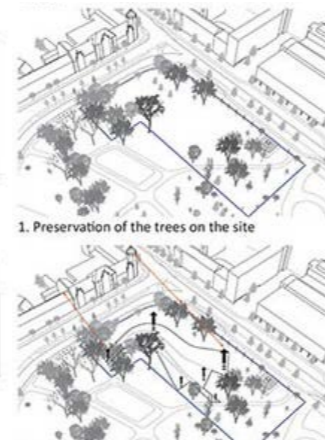 1. Preservation of the trees on the site